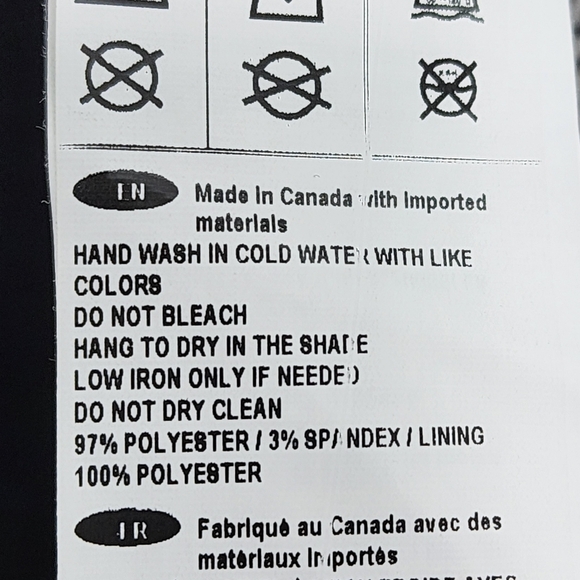 EN Made in Canada with imported
materials
HAND WASH IN COLD WATER WITH LIKE
COLORS
DO NOT BLEACH
HANG TO DRY IN THE SHADE
LOW IRON ONLY IF NEEDED
DO NOT DRY CLEAN
97% POLYESTER / 3% SPANDEX / LINING
100% POLYESTER
FR Fabriqué au Canada avec des
matériaux importés